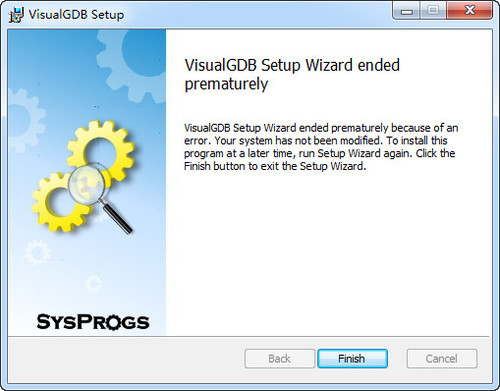 VisualGDB Setup
VisualGDB Setup Wizard ended
prematurely
VisualGDB Setup Wizard ended prematurely because of an
error. Your system has not been modified. To install this
program at a later time, run Setup Wizard again. Click the
Finish button to exit the Setup Wizard.
SYSPROGS
Back
Finish
Cancel